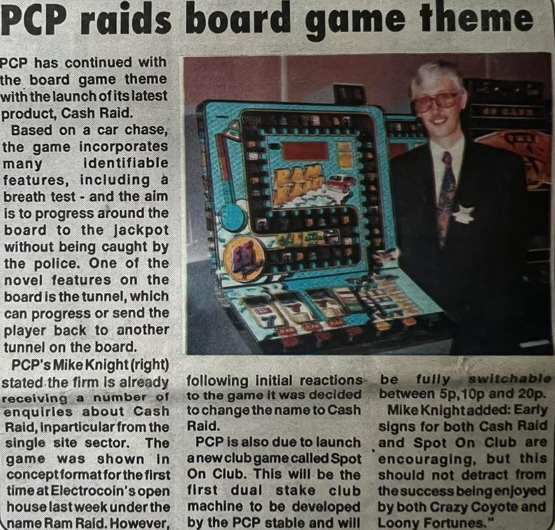 PCP raids board game theme
PCP has continued with
the board game theme
with the launch of its latest
product, Cash Raid.
Based on a car chase,
the game incorporates
many identifiable
features, including a
breath test - and the aim
is to progress around the
board to the jackpot
without being caught by
the police. One of the
novel features on the
board is the tunnel, which
can progress or send the
player back to another
tunnel on the board.
PCP's Mike Knight (right)
stated the firm is already
receiving a number of
enquiries about Cash
Raid, inparticular from the
single site sector. The
game was shown in
concept format for the first
time at Electrocoin's open
house last week under the
name Ram Raid. However,
following initial reactions
to the game it was decided
to change the name to Cash
Raid.
PCP is also due to launch
a new club game called Spot
On Club. This will be the
first dual stake club
machine to be developed
by the PCP stable and will
be fully switchable
between 5p,10p and 20p.
Mike Knight added: Early
signs for both Cash Raid
and Spot On Club are
encouraging, but this
should not detract from
the success being enjoyed
by both Crazy Coyote and
Loony Fortunes."
RAM
RAID